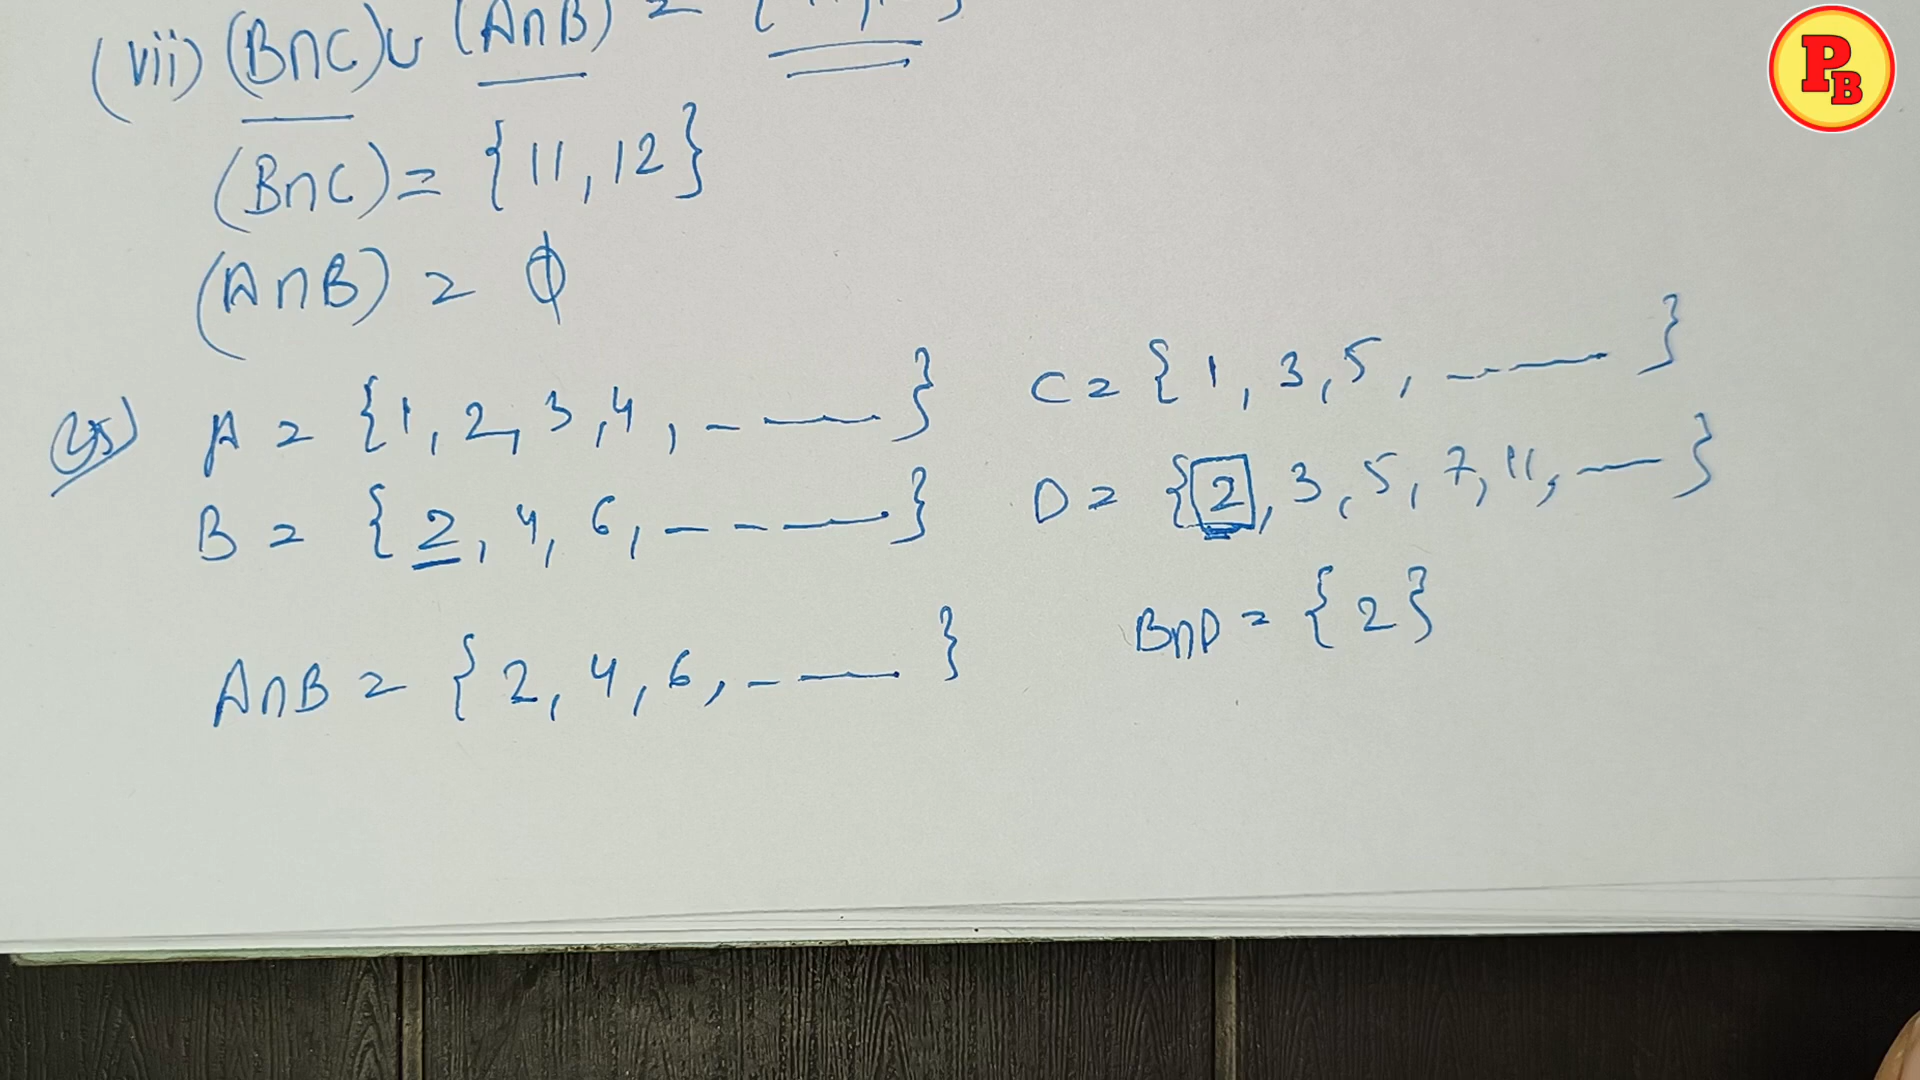 (vii) (B∩C)∪ (A∩B) =
(B∩C) = {11, 12}
(A∩B) = ϕ
A = {1, 2, 3, 4, - —— }
C = {1, 3, 5, - —— }
B = {2, 4, 6, - - —— }
D = {2, 3, 5, 7, 11, —— }
A∩B = {2, 4, 6, - —— }
B∩D = {2}
PB